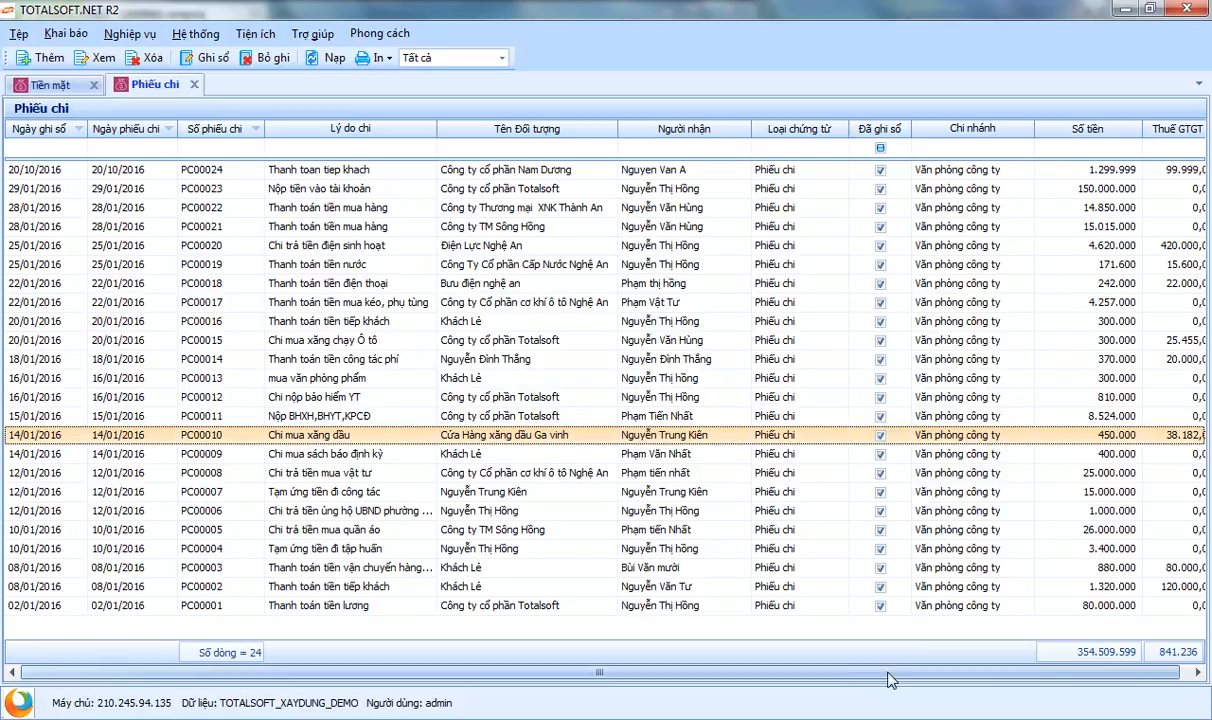 TOTALSOFT.NET R2
Tệp Khai báo Nghiệp vụ Hệ thống Tiện ích Trợ giúp Phong cách
Thêm Xem Xóa Ghi sổ Bỏ ghi Nạp In Tất cả
Tiền mặt Phiếu chi
Phiếu chi
Ngày ghi sổ Ngày phiếu chi Số phiếu chi Lý do chi Tên Đối tượng Người nhận Loại chứng từ Đã ghi sổ Chi nhánh Số tiền Thuế GTGT
20/10/2016 20/10/2016 PC00024 Thanh toan tiep khach Công ty cổ phần Nam Dương Nguyen Van A Phiếu chi Văn phòng công ty 1.299.999 99.999,
29/01/2016 29/01/2016 PC00023 Nộp tiền vào tài khoản Công ty cổ phần Totalsoft Nguyễn Thị Hồng Phiếu chi Văn phòng công ty 150.000.000 0,
28/01/2016 28/01/2016 PC00022 Thanh toán tiền mua hàng Công ty Thương mại XNK Thành An Nguyễn Văn Hùng Phiếu chi Văn phòng công ty 14.850.000 0,
28/01/2016 28/01/2016 PC00021 Thanh toán tiền mua hàng Công ty TM Sông Hồng Nguyễn Văn Hùng Phiếu chi Văn phòng công ty 15.015.000 0,
25/01/2016 25/01/2016 PC00020 Chi trả tiền điện sinh hoạt Điện Lực Nghệ An Nguyễn Thị Hồng Phiếu chi Văn phòng công ty 4.620.000 420.000,
25/01/2016 25/01/2016 PC00019 Thanh toán tiền nước Công Ty Cổ phần Cấp Nước Nghệ An Nguyễn Thị Hồng Phiếu chi Văn phòng công ty 171.600 15.600,
22/01/2016 22/01/2016 PC00018 Thanh toán tiền điện thoại Bưu điện nghệ an Phạm thị hồng Phiếu chi Văn phòng công ty 242.000 22.000,
22/01/2016 22/01/2016 PC00017 Thanh toán tiền mua kéo, phụ tùng Công ty Cổ phần cơ khí ô tô Nghệ An Phạm Vật Tư Phiếu chi Văn phòng công ty 4.257.000 0,
20/01/2016 20/01/2016 PC00016 Thanh toán tiền tiếp khách Khách Lẻ Nguyễn Thị Hồng Phiếu chi Văn phòng công ty 300.000 0,
20/01/2016 20/01/2016 PC00015 Chi mua xăng chạy Ô tô Công ty cổ phần Totalsoft Nguyễn Văn Hùng Phiếu chi Văn phòng công ty 300.000 25.455,
18/01/2016 18/01/2016 PC00014 Thanh toán tiền công tác phí Nguyễn Đình Thắng Nguyễn Đình Thắng Phiếu chi Văn phòng công ty 370.000 20.000,
16/01/2016 16/01/2016 PC00013 mua văn phòng phẩm Khách Lẻ Nguyễn Thị hồng Phiếu chi Văn phòng công ty 300.000 0,
16/01/2016 16/01/2016 PC00012 Chi nộp bảo hiểm YT Công ty cổ phần Totalsoft Nguyễn Thị Hồng Phiếu chi Văn phòng công ty 810.000 0,
15/01/2016 15/01/2016 PC00011 Nộp BHXH,BHYT,KPCĐ Công ty cổ phần Totalsoft Phạm Tiến Nhất Phiếu chi Văn phòng công ty 8.524.000 0,
14/01/2016 14/01/2016 PC00010 Chi mua xăng dầu Cửa Hàng xăng dầu Ga vinh Nguyễn Trung Kiên Phiếu chi Văn phòng công ty 450.000 38.182,
14/01/2016 14/01/2016 PC00009 Chi mua sách báo định kỳ Khách Lẻ Phạm Văn Nhất Phiếu chi Văn phòng công ty 400.000 0,
12/01/2016 12/01/2016 PC00008 Chi trả tiền mua vật tư Công ty Cổ phần cơ khí ô tô Nghệ An Phạm tiến nhất Phiếu chi Văn phòng công ty 25.000.000 0,
12/01/2016 12/01/2016 PC00007 Tạm ứng tiền đi công tác Nguyễn Trung Kiên Nguyễn Trung Kiên Phiếu chi Văn phòng công ty 15.000.000 0,
12/01/2016 12/01/2016 PC00006 Chi trả tiền ủng hộ UBND phường ... Nguyễn Thị Hồng Nguyễn Thị Hồng Phiếu chi Văn phòng công ty 1.000.000 0,
10/01/2016 10/01/2016 PC00005 Chi trả tiền mua quần áo Công ty TM Sông Hồng Phạm tiến Nhất Phiếu chi Văn phòng công ty 26.000.000 0,
10/01/2016 10/01/2016 PC00004 Tạm ứng tiền đi tập huấn Nguyễn Thị Hồng Nguyễn Thị hồng Phiếu chi Văn phòng công ty 3.400.000 0,
08/01/2016 08/01/2016 PC00003 Thanh toán tiền vận chuyển hàng... Khách Lẻ Bùi Văn mười Phiếu chi Văn phòng công ty 880.000 80.000,
08/01/2016 08/01/2016 PC00002 Thanh toán tiền tiếp khách Khách Lẻ Nguyễn Văn Tư Phiếu chi Văn phòng công ty 1.320.000 120.000,
02/01/2016 02/01/2016 PC00001 Thanh toán tiền lương Công ty cổ phần Totalsoft Nguyễn Thị Hồng Phiếu chi Văn phòng công ty 80.000.000 0,
Số dòng = 24 354.509.599 841.236
Máy chủ: 210.245.94.135 Dữ liệu: TOTALSOFT_XAYDUNG_DEMO Người dùng: admin